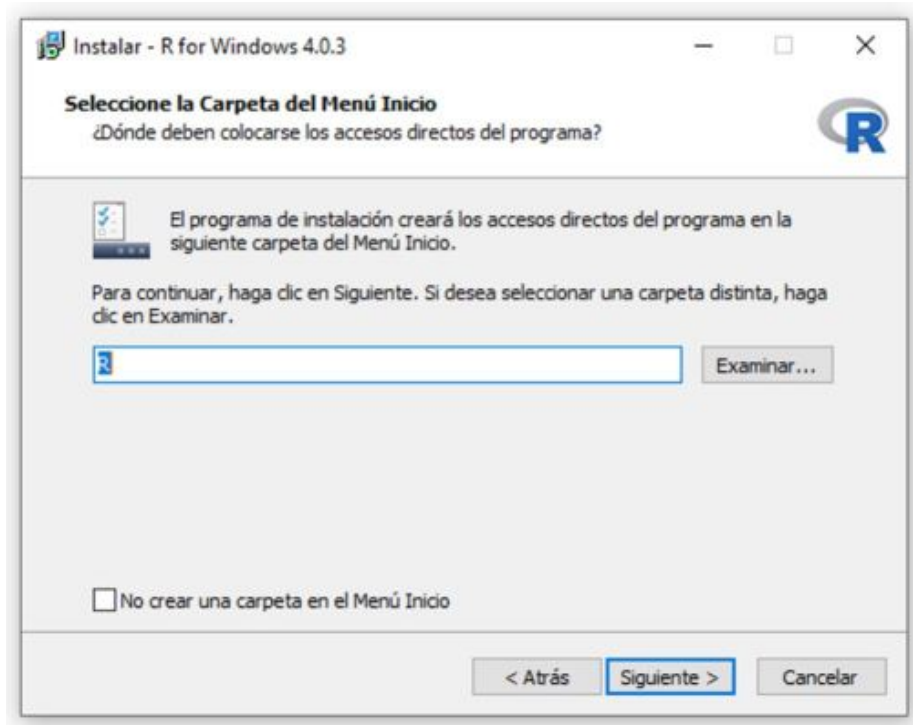 Instalar - R for Windows 4.0.3
Seleccione la Carpeta del Menú Inicio
¿Dónde deben colocarse los accesos directos del programa?
R
El programa de instalación creará los accesos directos del programa en la
siguiente carpeta del Menú Inicio.
Para continuar, haga clic en Siguiente. Si desea seleccionar una carpeta distinta, haga
clic en Examinar.
R
Examinar...
No crear una carpeta en el Menú Inicio
< Atrás
Siguiente >
Cancelar